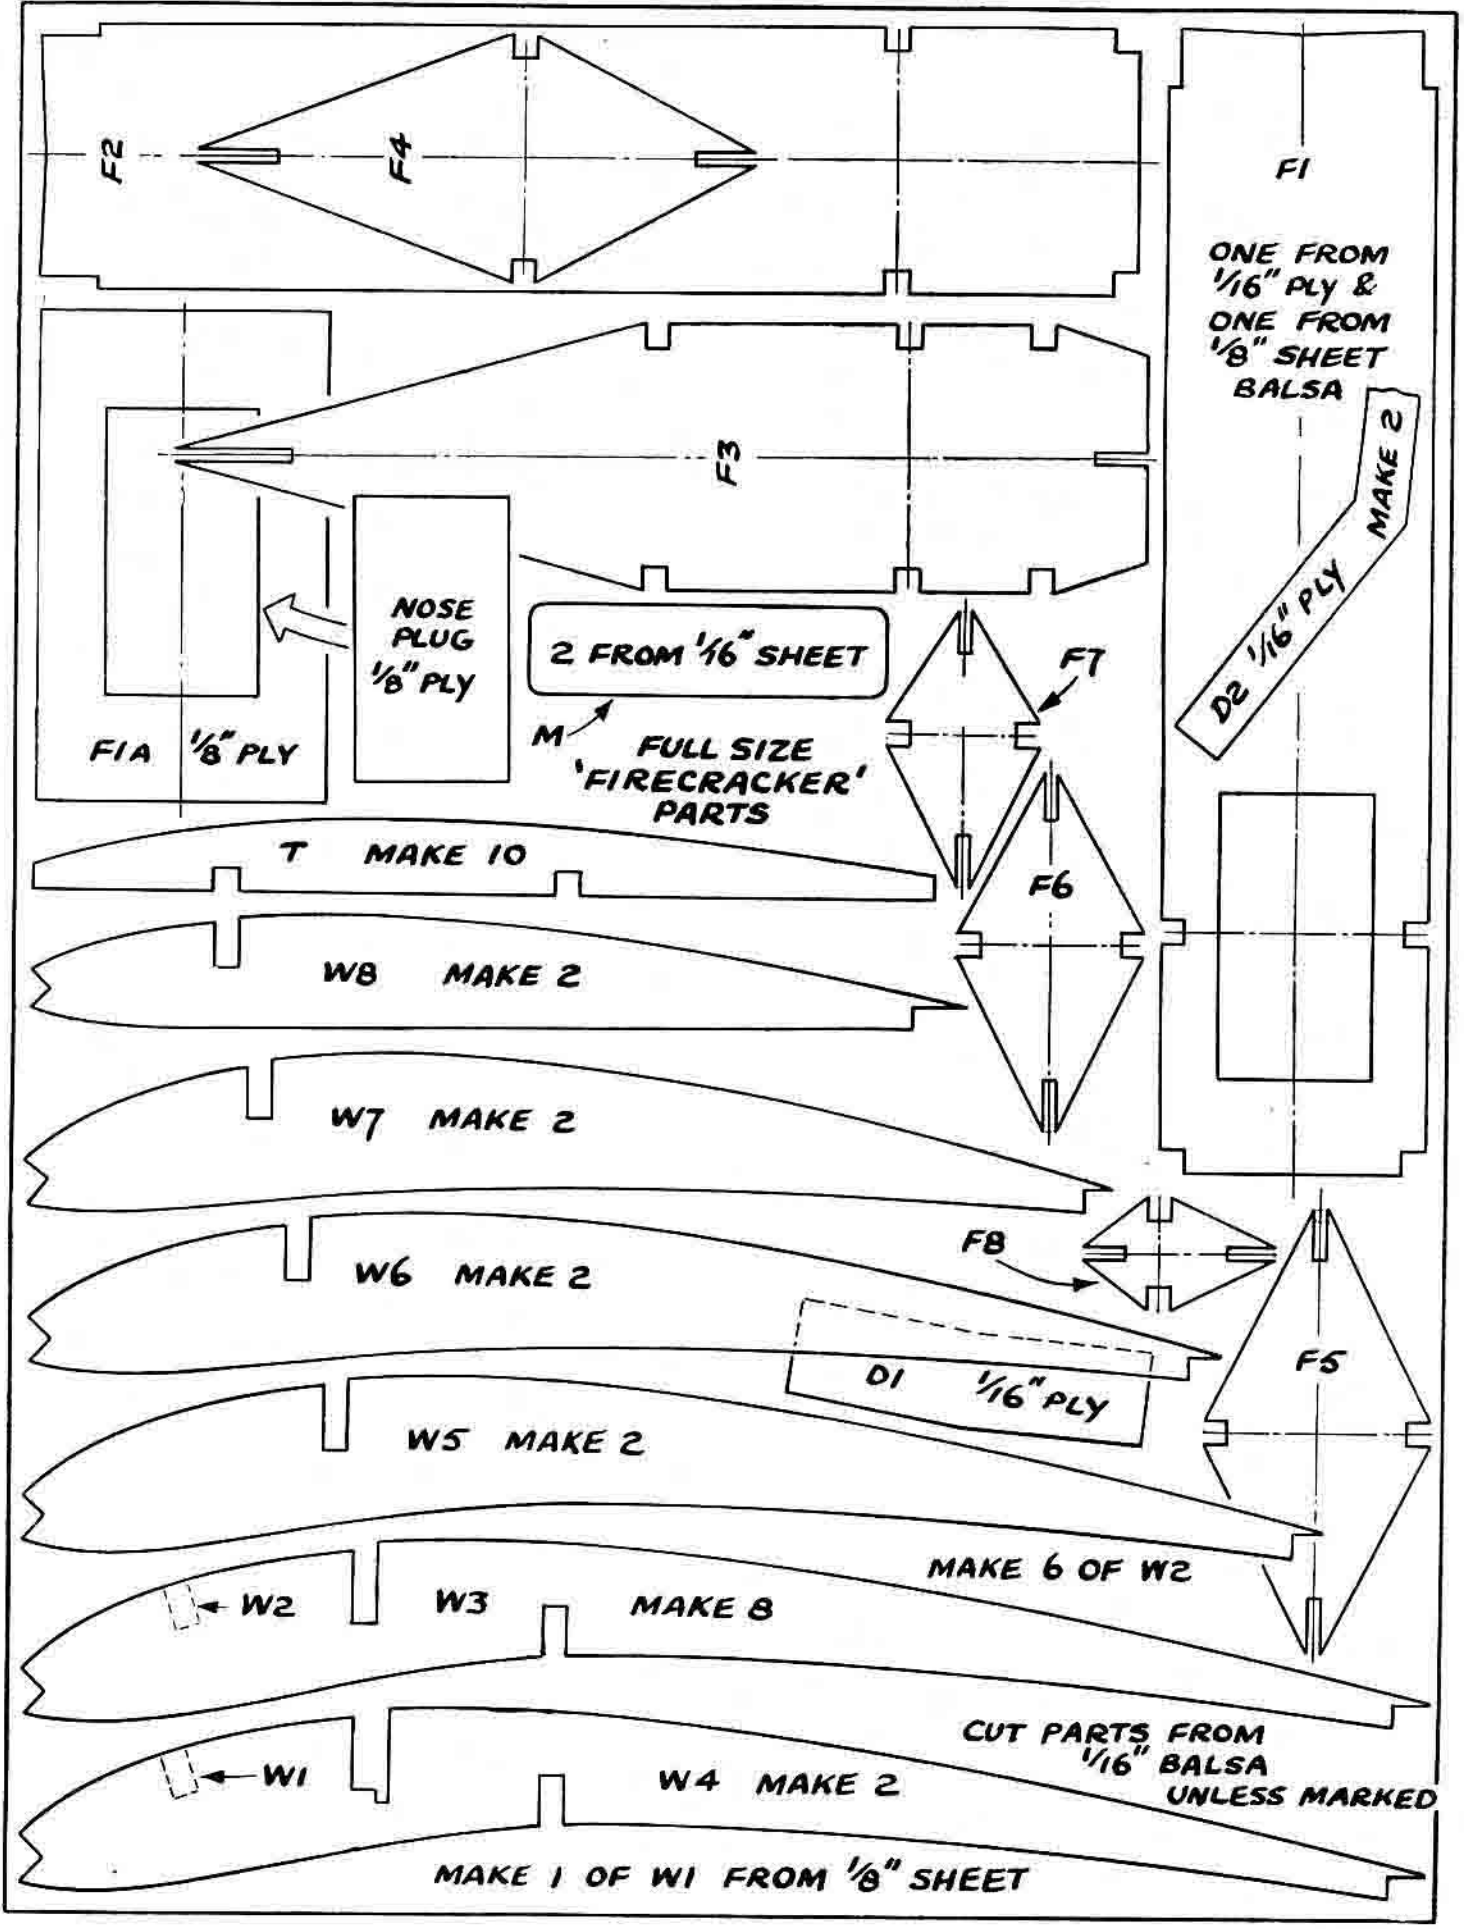 F2
F4
F1
ONE FROM
1/16" PLY &
ONE FROM
1/8" SHEET
BALSA
F3
MAKE 2
D2 1/16" PLY
NOSE
PLUG
1/8" PLY
2 FROM 1/16" SHEET
F7
M
F1A 1/8" PLY
FULL SIZE
'FIRECRACKER'
PARTS
T MAKE 10
F6
W8 MAKE 2
W7 MAKE 2
F8
W6 MAKE 2
F5
D1 1/16" PLY
W5 MAKE 2
MAKE 6 OF W2
W2 W3 MAKE 8
CUT PARTS FROM
1/16" BALSA
UNLESS MARKED
W1 W4 MAKE 2
MAKE 1 OF W1 FROM 1/8" SHEET